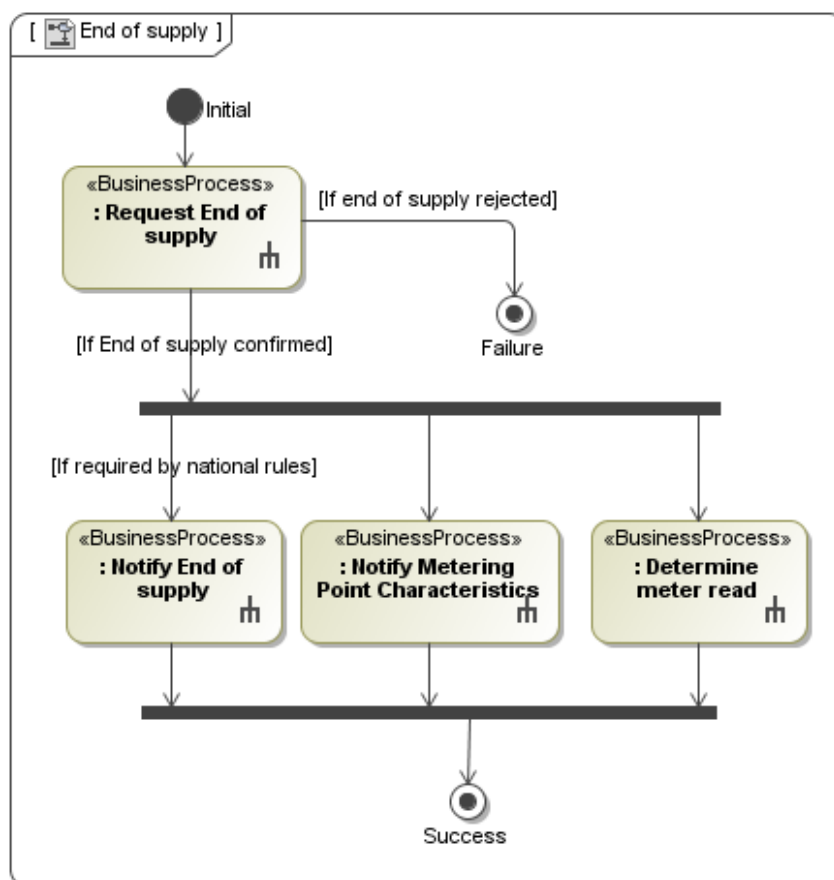 [ End of supply ]
Initial
«BusinessProcess»
: Request End of
supply
[If end of supply rejected]
Failure
[If End of supply confirmed]
[If required by national rules]
«BusinessProcess»
: Notify End of
supply
«BusinessProcess»
: Notify Metering
Point Characteristics
«BusinessProcess»
: Determine
meter read
Success